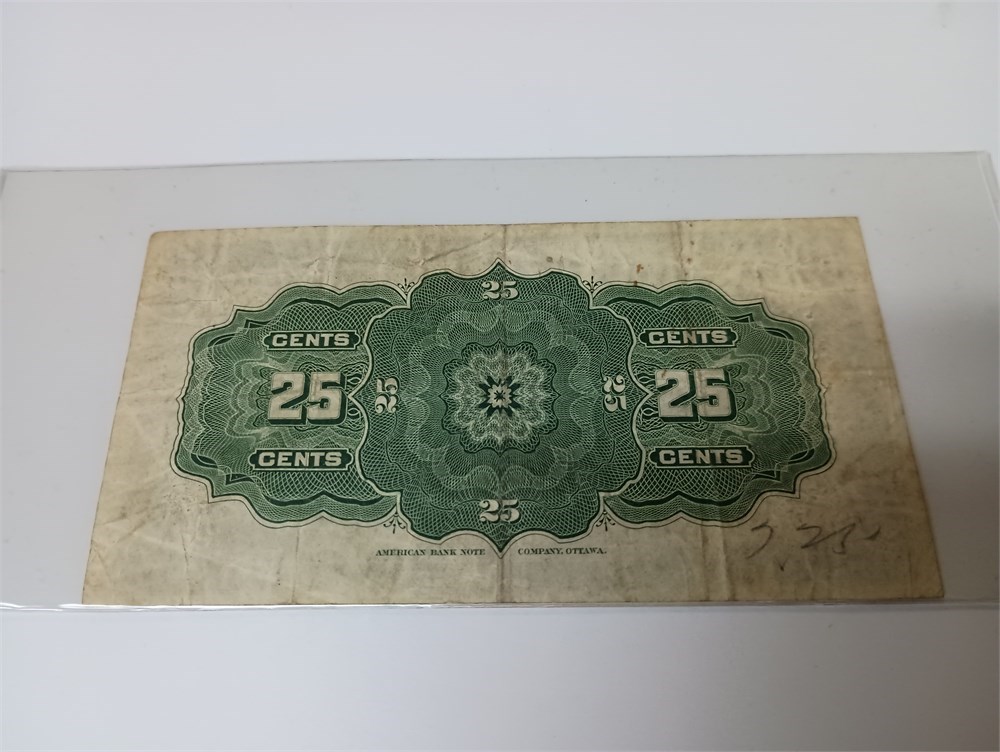 25
CENTS CENTS
25 25 25 25
CENTS CENTS
25
AMERICAN BANK NOTE COMPANY, OTTAWA.